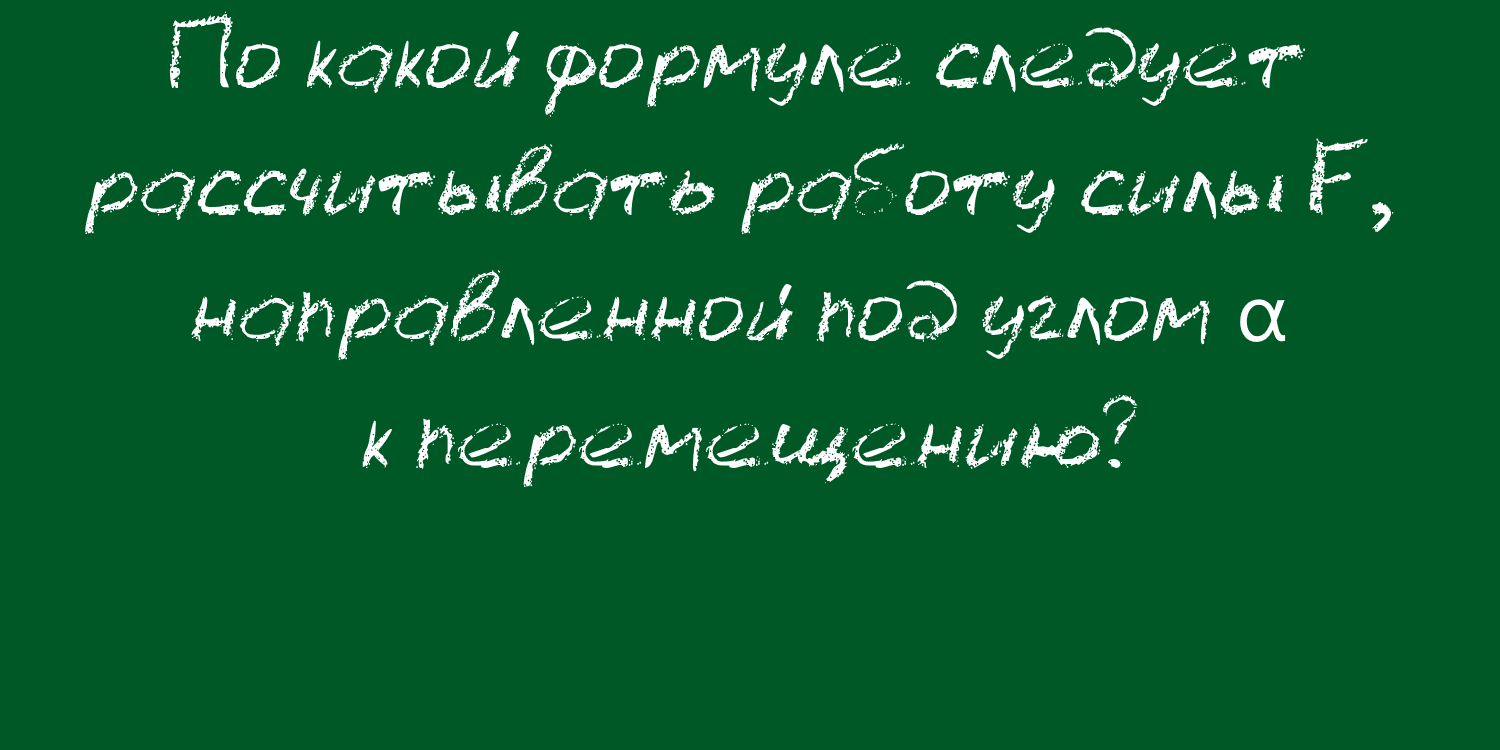 По какой формуле следует
рассчитывать работу силы F,
направленной под углом α
к перемещению?